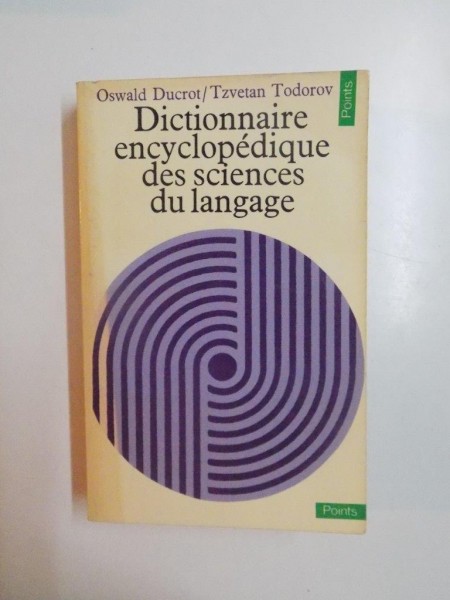 Oswald Ducrot/Tzvetan Todorov
Points
Dictionnaire
encyclopédique
des sciences
du langage
Points